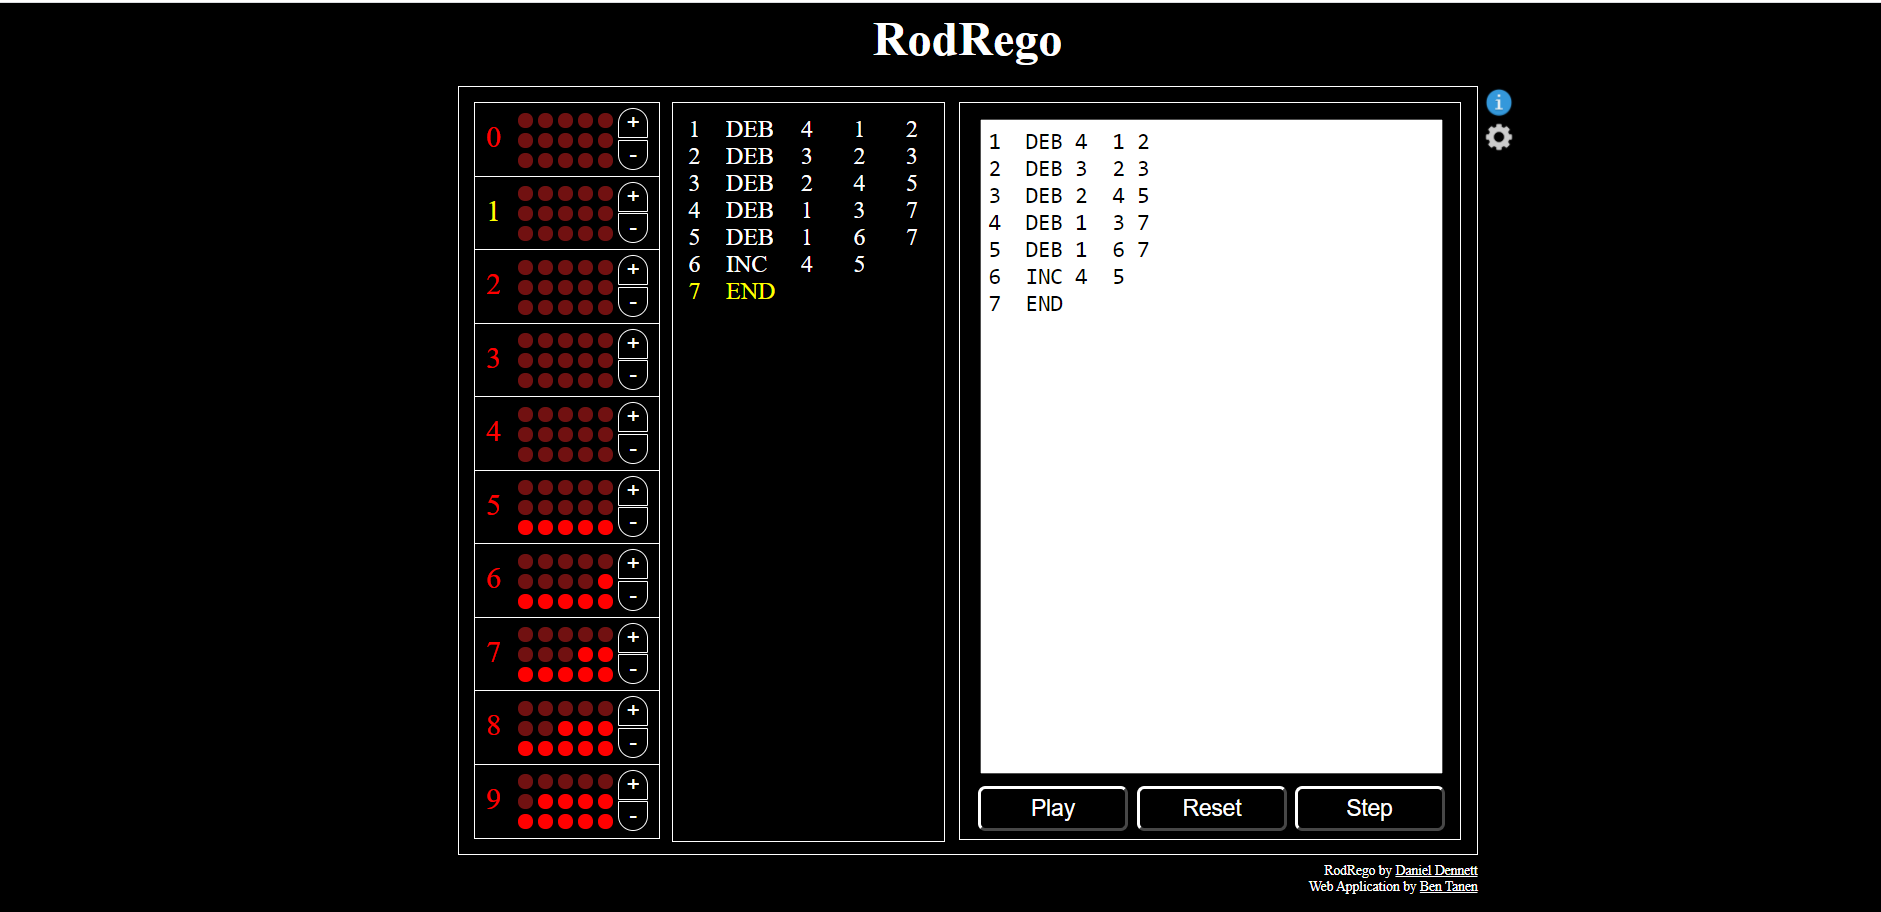 RodRego
0 + -
1 + -
2 + -
3 + -
4 + -
5 + -
6 + -
7 + -
8 + -
9 + -
1 DEB 4 1 2
2 DEB 3 2 3
3 DEB 2 4 5
4 DEB 1 3 7
5 DEB 1 6 7
6 INC 4 5
7 END
1 DEB 4 1 2
2 DEB 3 2 3
3 DEB 2 4 5
4 DEB 1 3 7
5 DEB 1 6 7
6 INC 4 5
7 END
Play Reset Step
i
RodRego by Daniel Dennett
Web Application by Ben Tanen